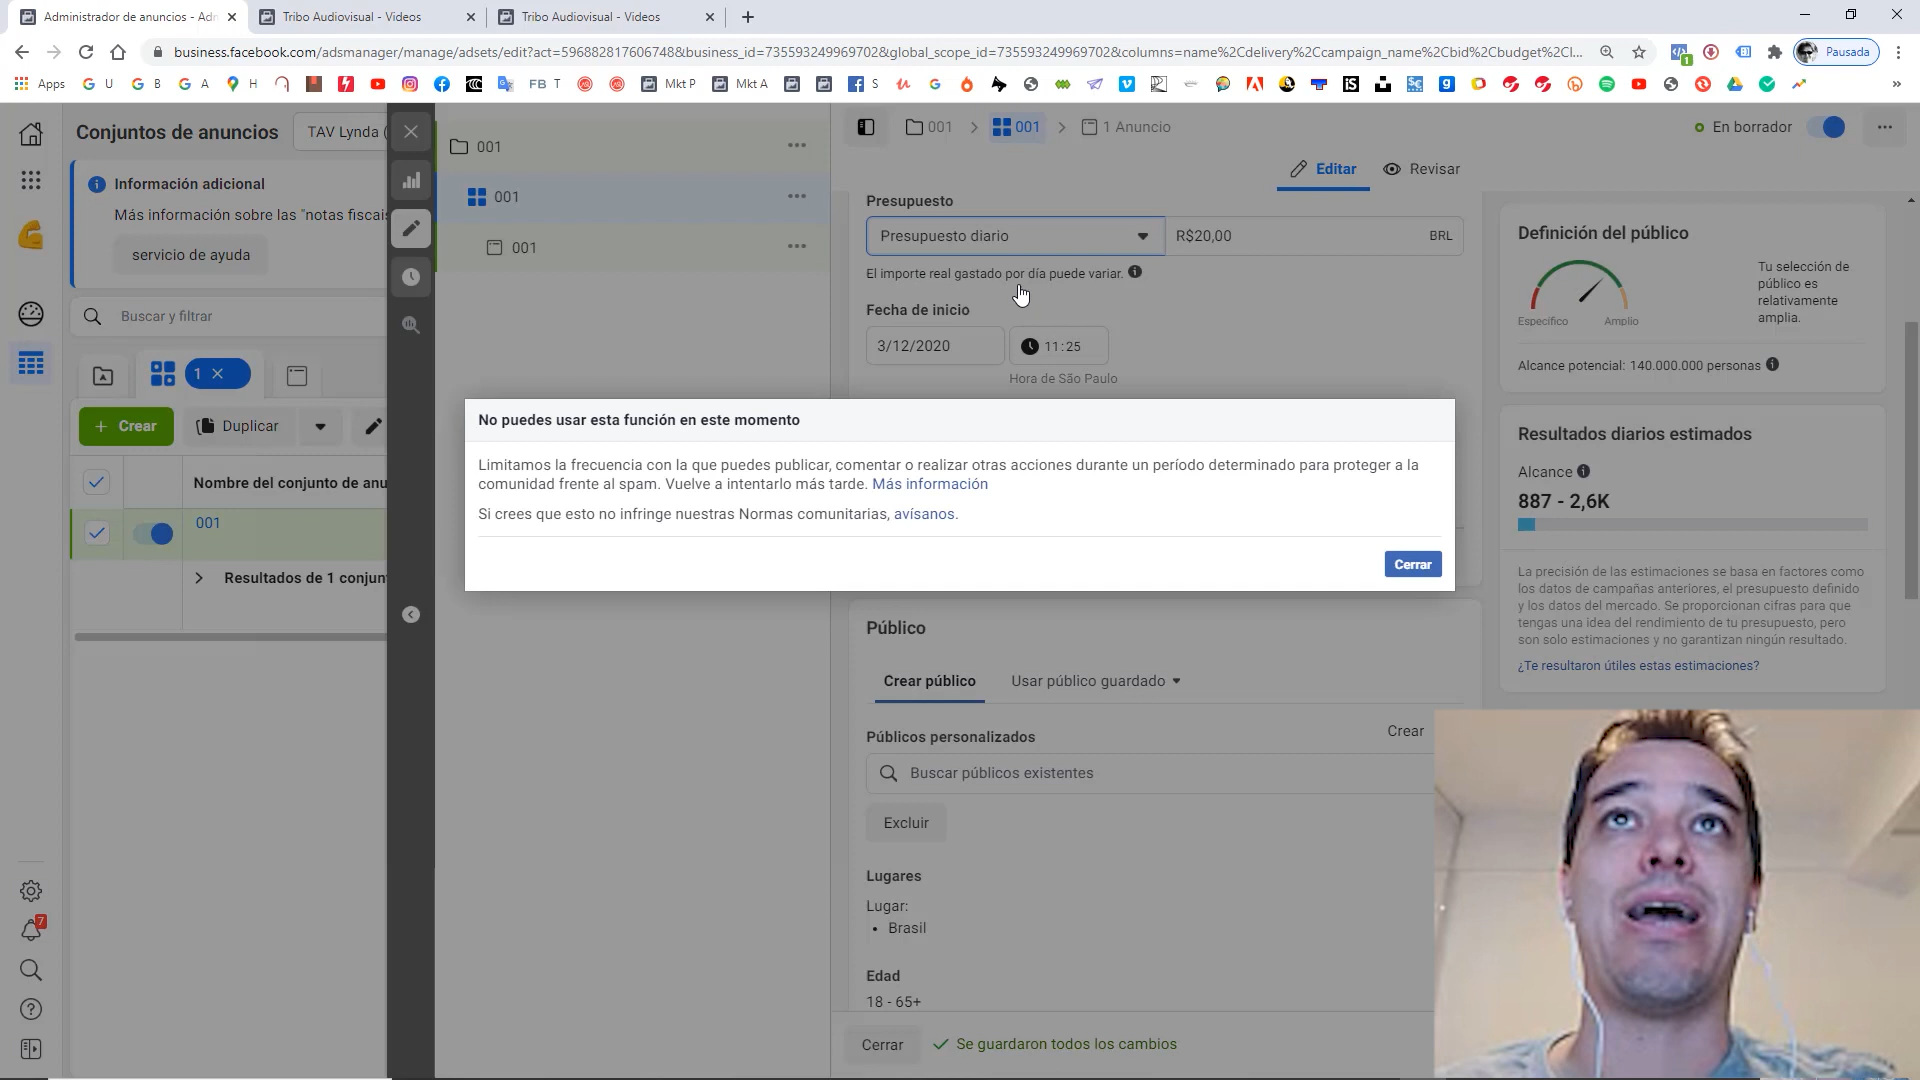 Administrador de anuncios - Adm
Tribo Audiovisual - Videos
Tribo Audiovisual - Videos
business.facebook.com/adsmanager/manage/adsets/edit?act=596882817606748&business_id=735593249969702&global_scope_id=735593249969702&columns=name%2Cdelivery%2Ccampaign_name%2Cbid%2Cbudget%2Cl...
1
Pausada
Apps
G U
G B
G A
H
FB T
Mkt P
Mkt A
S
Conjuntos de anuncios
TAV Lynda (
Información adicional
Más información sobre las "notas fiscais
servicio de ayuda
Buscar y filtrar
1
Crear
Duplicar
Nombre del conjunto de anu
001
Resultados de 1 conjun
7
001
001
001
001
001
1 Anuncio
En borrador
Editar
Revisar
Presupuesto
Presupuesto diario
R$20,00
BRL
El importe real gastado por día puede variar.
Fecha de inicio
3/12/2020
11:25
Hora de São Paulo
No puedes usar esta función en este momento
Limitamos la frecuencia con la que puedes publicar, comentar o realizar otras acciones durante un período determinado para proteger a la
comunidad frente al spam. Vuelve a intentarlo más tarde. Más información
Si crees que esto no infringe nuestras Normas comunitarias, avísanos.
Cerrar
Público
Crear público
Usar público guardado
Públicos personalizados
Crear
Buscar públicos existentes
Excluir
Lugares
Lugar:
• Brasil
Edad
18 - 65+
Cerrar
Se guardaron todos los cambios
Definición del público
Tu selección de
público es
relativamente
amplia.
Específico
Amplio
Alcance potencial: 140.000.000 personas
Resultados diarios estimados
Alcance
887 - 2,6K
La precisión de las estimaciones se basa en factores como
los datos de campañas anteriores, el presupuesto definido
y los datos del mercado. Se proporcionan cifras para que
tengas una idea del rendimiento de tu presupuesto, pero
son solo estimaciones y no garantizan ningún resultado.
¿Te resultaron útiles estas estimaciones?